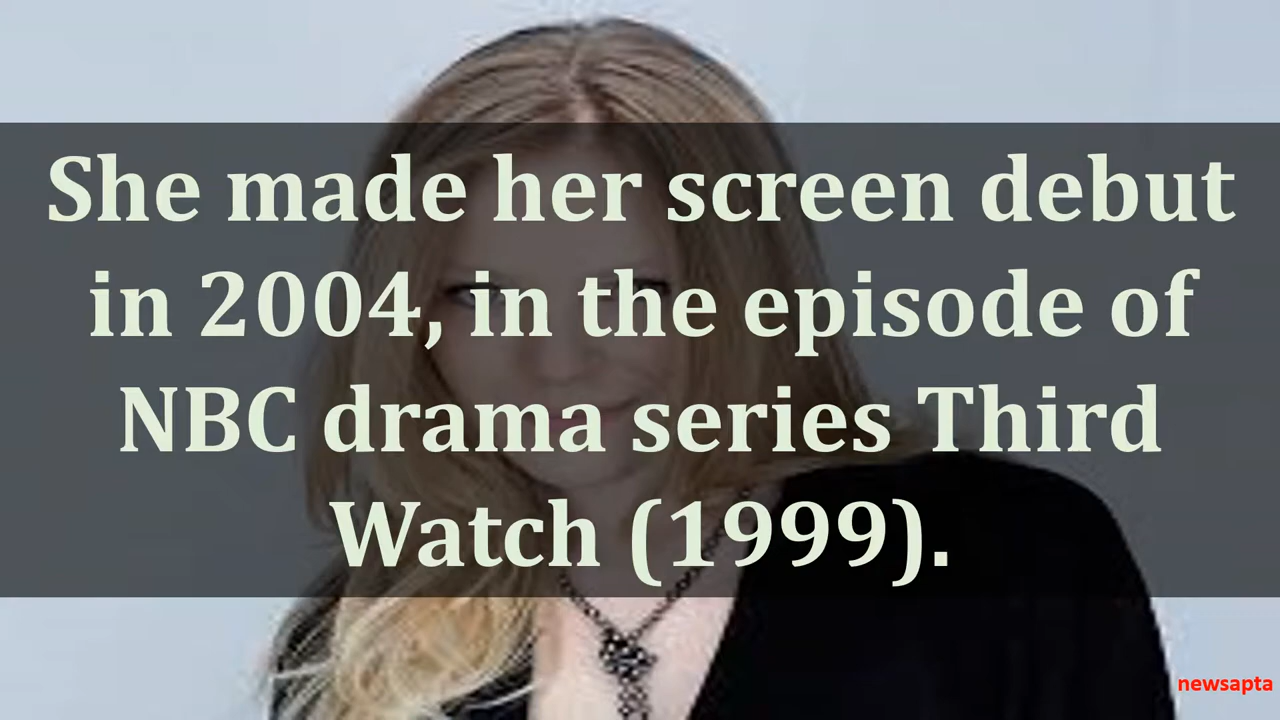 She made her screen debut
in 2004, in the episode of
NBC drama series Third
Watch (1999).
newsapta